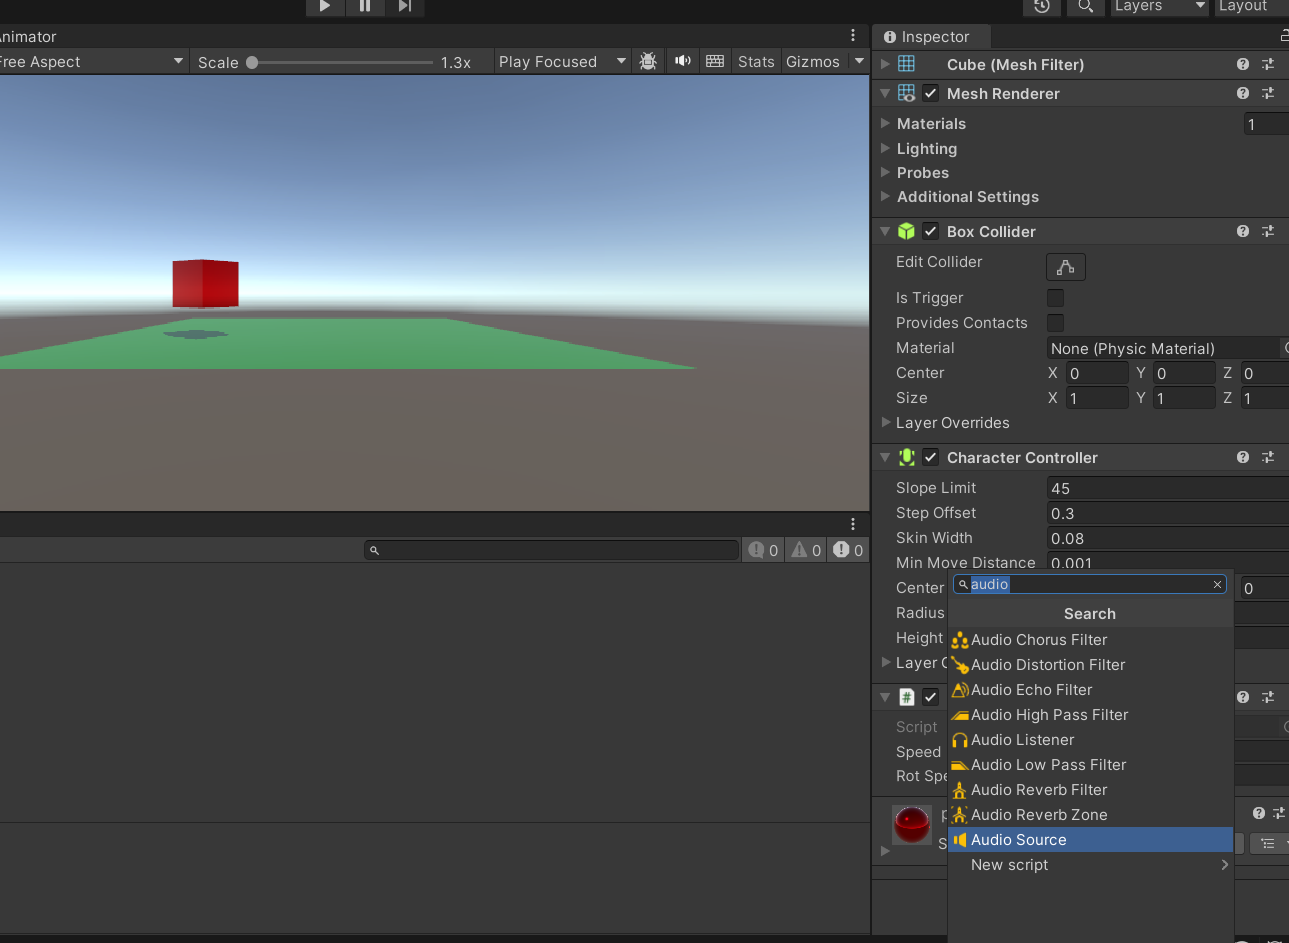 Layers Layout
Animator
Free Aspect Scale 1.3x Play Focused Stats Gizmos
Inspector
Cube (Mesh Filter)
Mesh Renderer
Materials 1
Lighting
Probes
Additional Settings
Box Collider
Edit Collider
Is Trigger
Provides Contacts
Material None (Physic Material)
Center X 0 Y 0 Z 0
Size X 1 Y 1 Z 1
Layer Overrides
Character Controller
Slope Limit 45
Step Offset 0.3
Skin Width 0.08
0 0 0
Min Move Distance 0.001
Center 0
Radius
Height
Layer
Script
Speed
Rot
audio
Search
Audio Chorus Filter
Audio Distortion Filter
Audio Echo Filter
Audio High Pass Filter
Audio Listener
Audio Low Pass Filter
Audio Reverb Filter
Audio Reverb Zone
Audio Source
New script